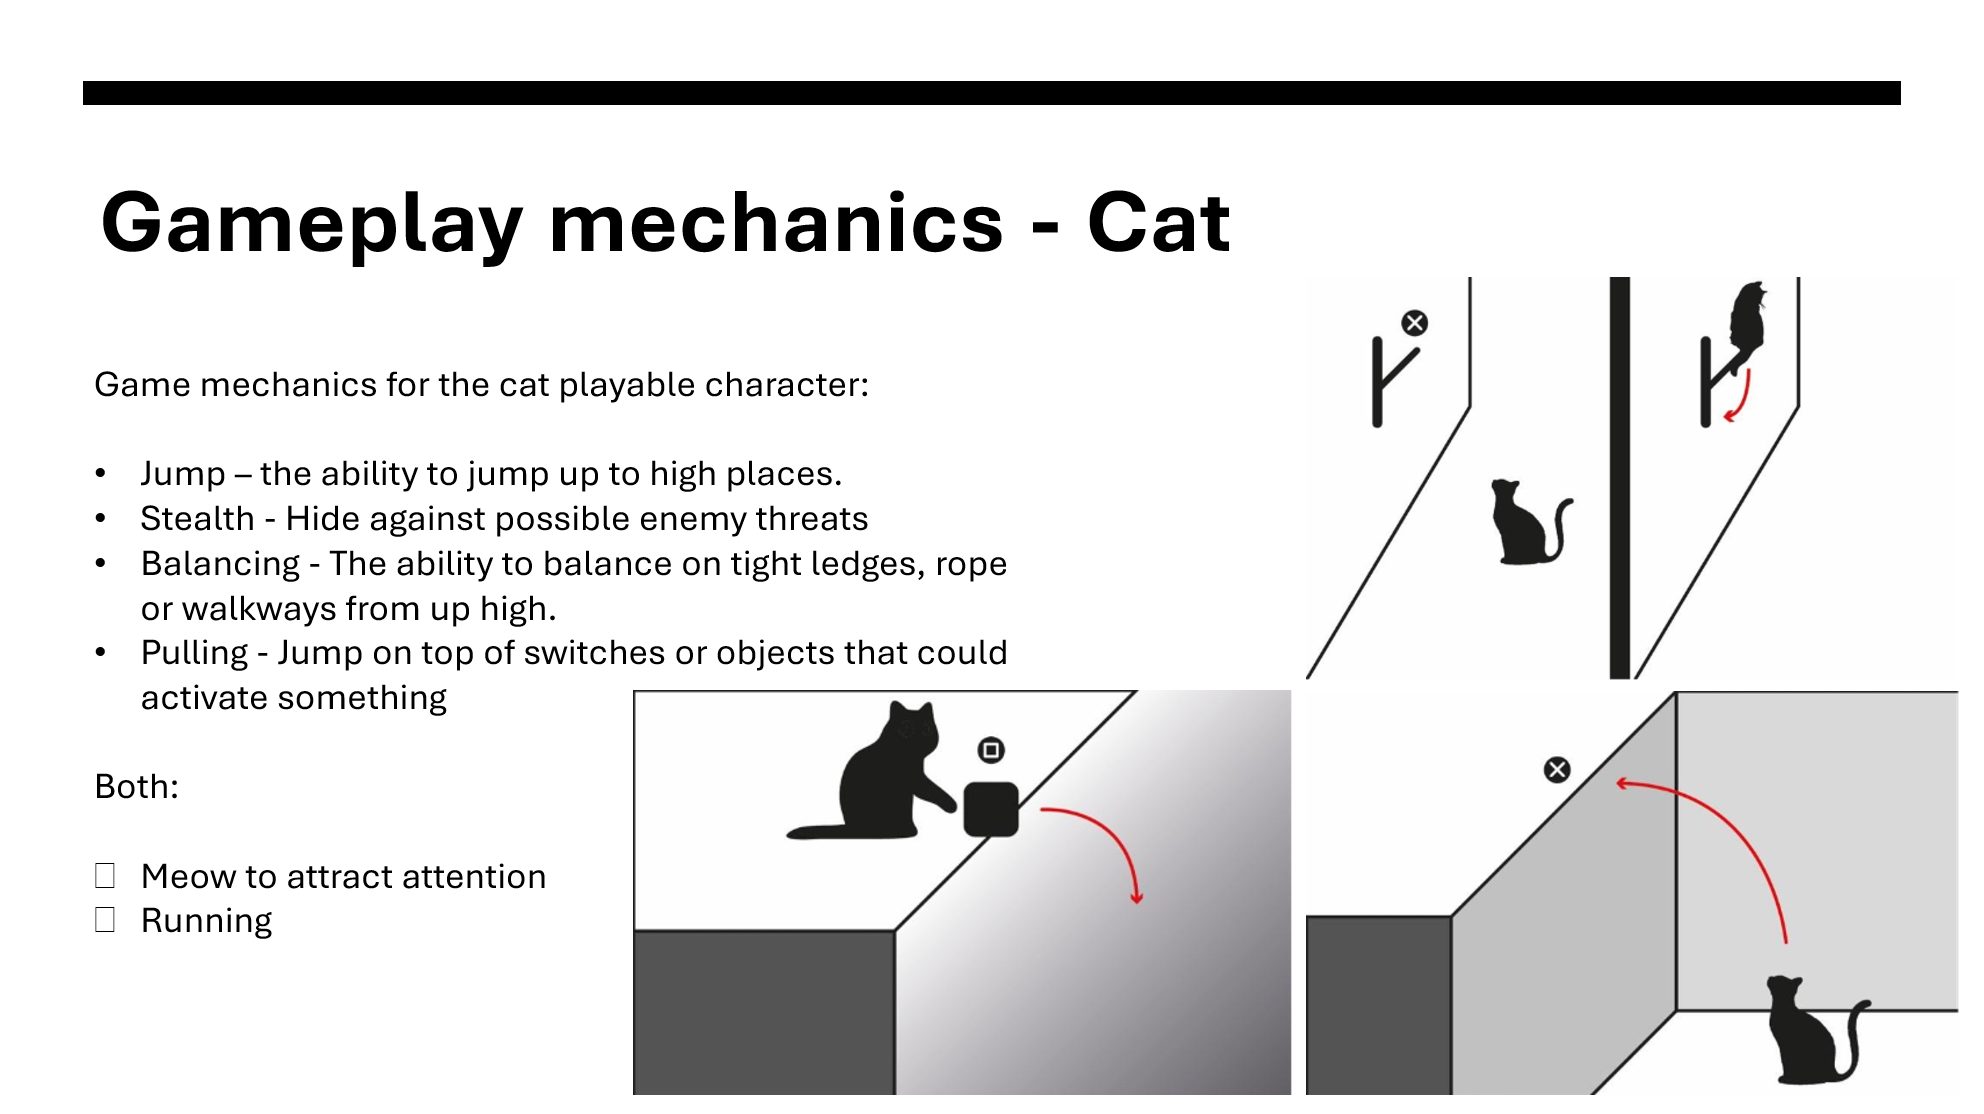 Gameplay mechanics - Cat
Game mechanics for the cat playable character:
• Jump – the ability to jump up to high places.
• Stealth - Hide against possible enemy threats
• Balancing - The ability to balance on tight ledges, rope
or walkways from up high.
• Pulling - Jump on top of switches or objects that could
activate something
Both:
Meow to attract attention
Running